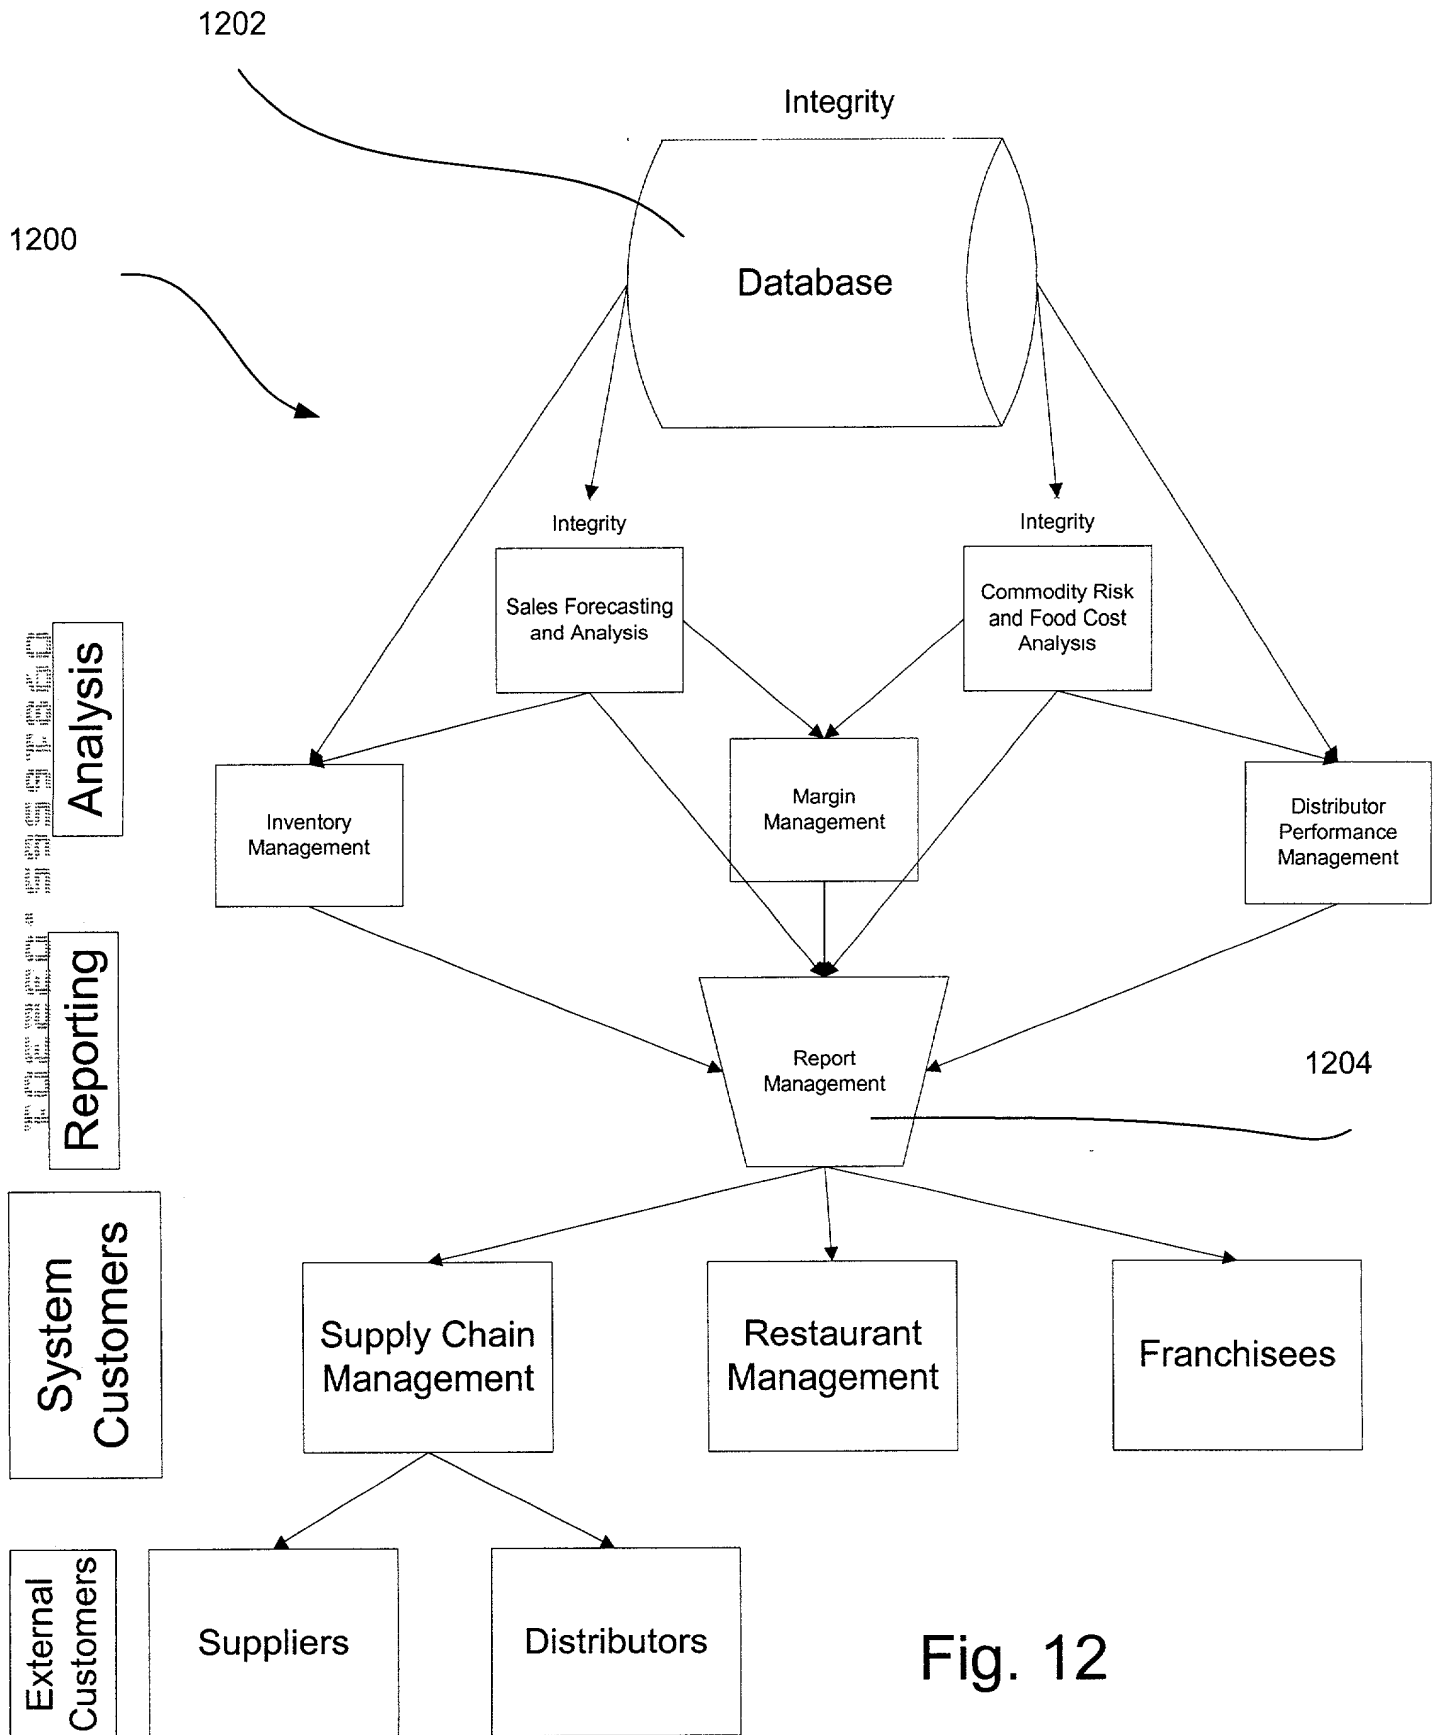 1202
Integrity
1200
Database
Integrity
Integrity
Sales Forecasting
and Analysis
Commodity Risk
and Food Cost
Analysis
Analysis
Inventory
Management
Margin
Management
Distributor
Performance
Management
Reporting
Report
Management
1204
System
Customers
Supply Chain
Management
Restaurant
Management
Franchisees
External
Customers
Suppliers
Distributors
Fig. 12